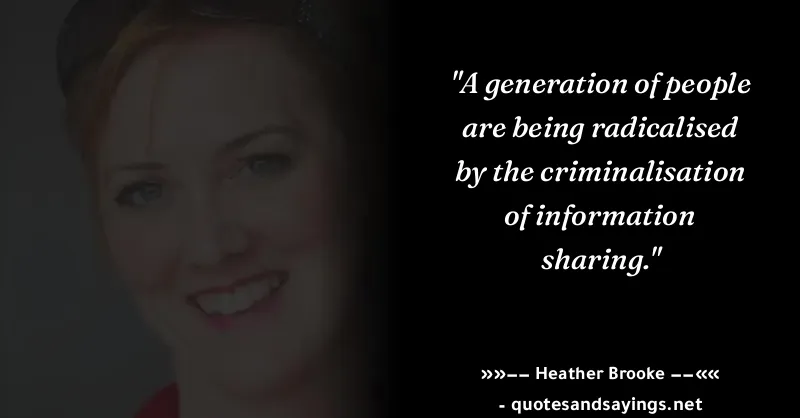 "A generation of people
are being radicalised
by the criminalisation
of information
sharing."
»»−− Heather Brooke −−««
- quotesandsayings.net